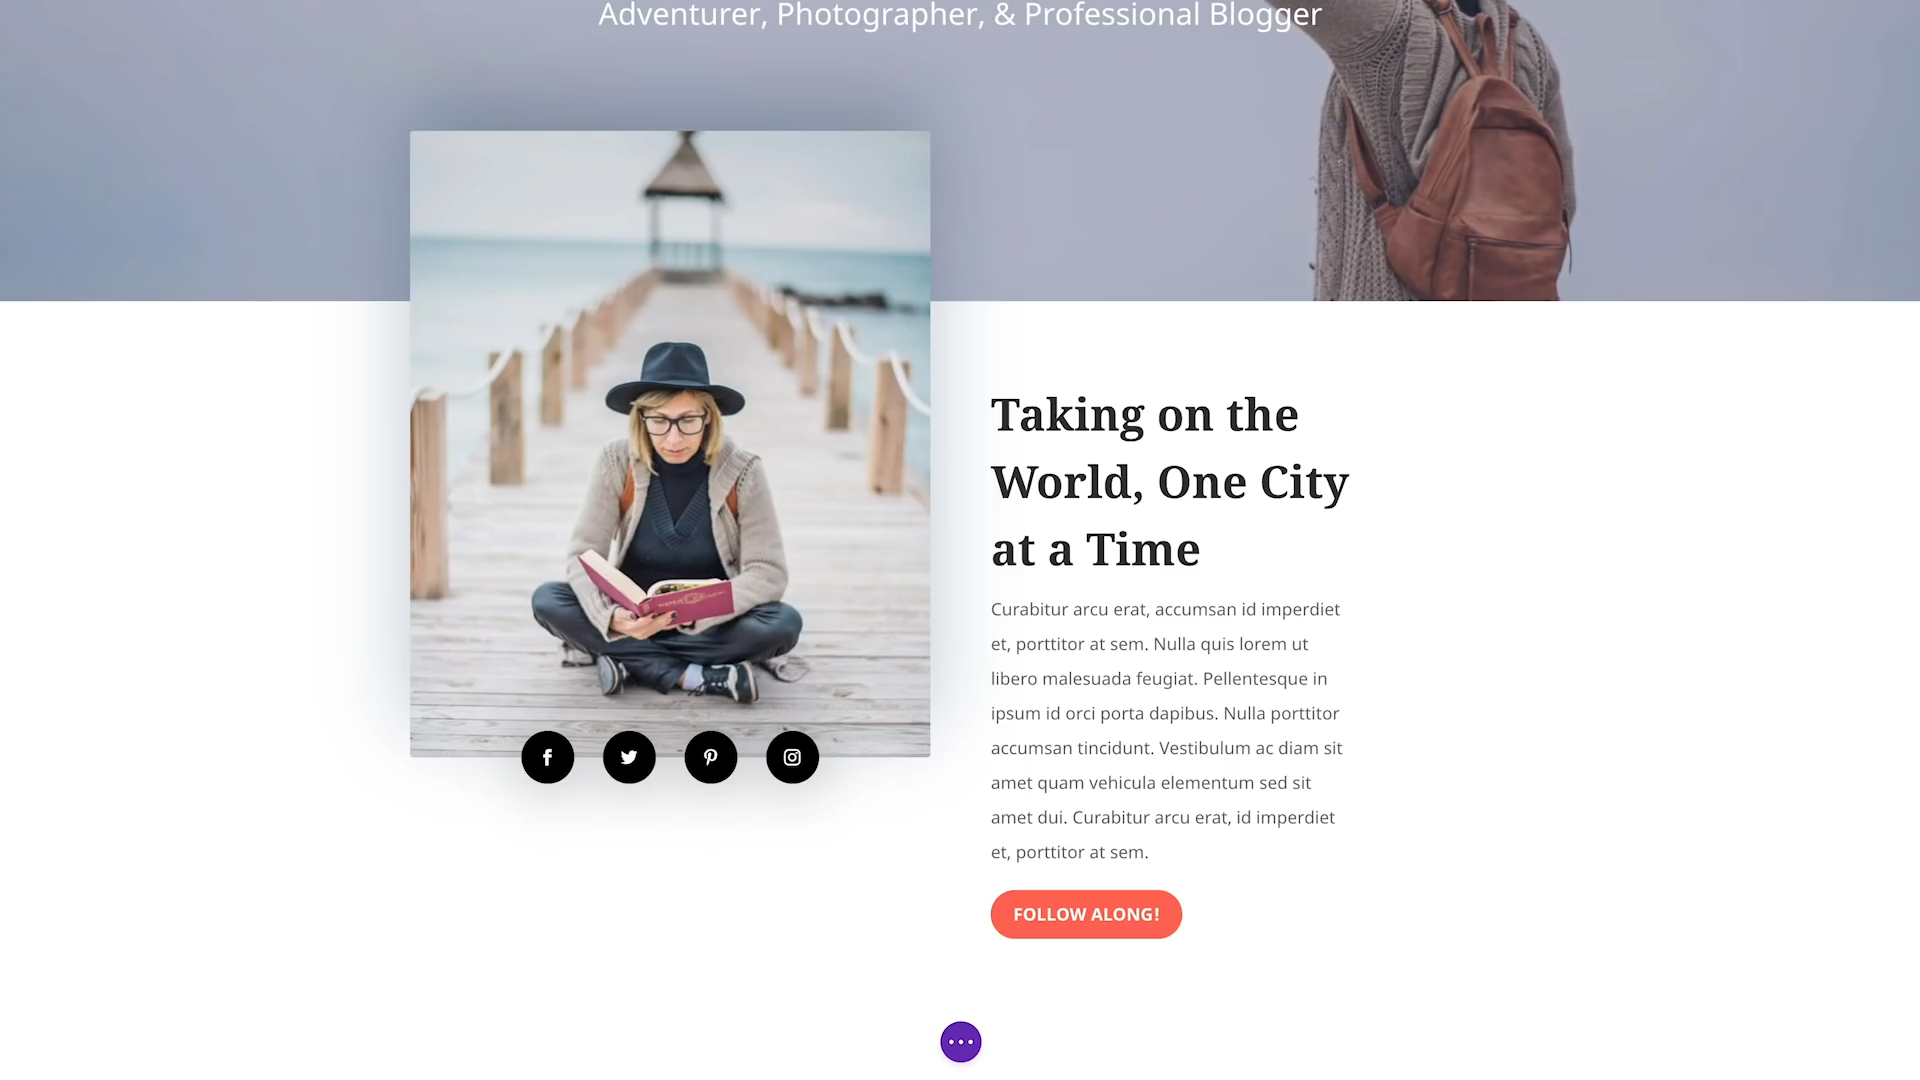 Adventurer, Photographer, & Professional Blogger
Taking on the
World, One City
at a Time
Curabitur arcu erat, accumsan id imperdiet
et, porttitor at sem. Nulla quis lorem ut
libero malesuada feugiat. Pellentesque in
ipsum id orci porta dapibus. Nulla porttitor
accumsan tincidunt. Vestibulum ac diam sit
amet quam vehicula elementum sed sit
amet dui. Curabitur arcu erat, id imperdiet
et, porttitor at sem.
FOLLOW ALONG!